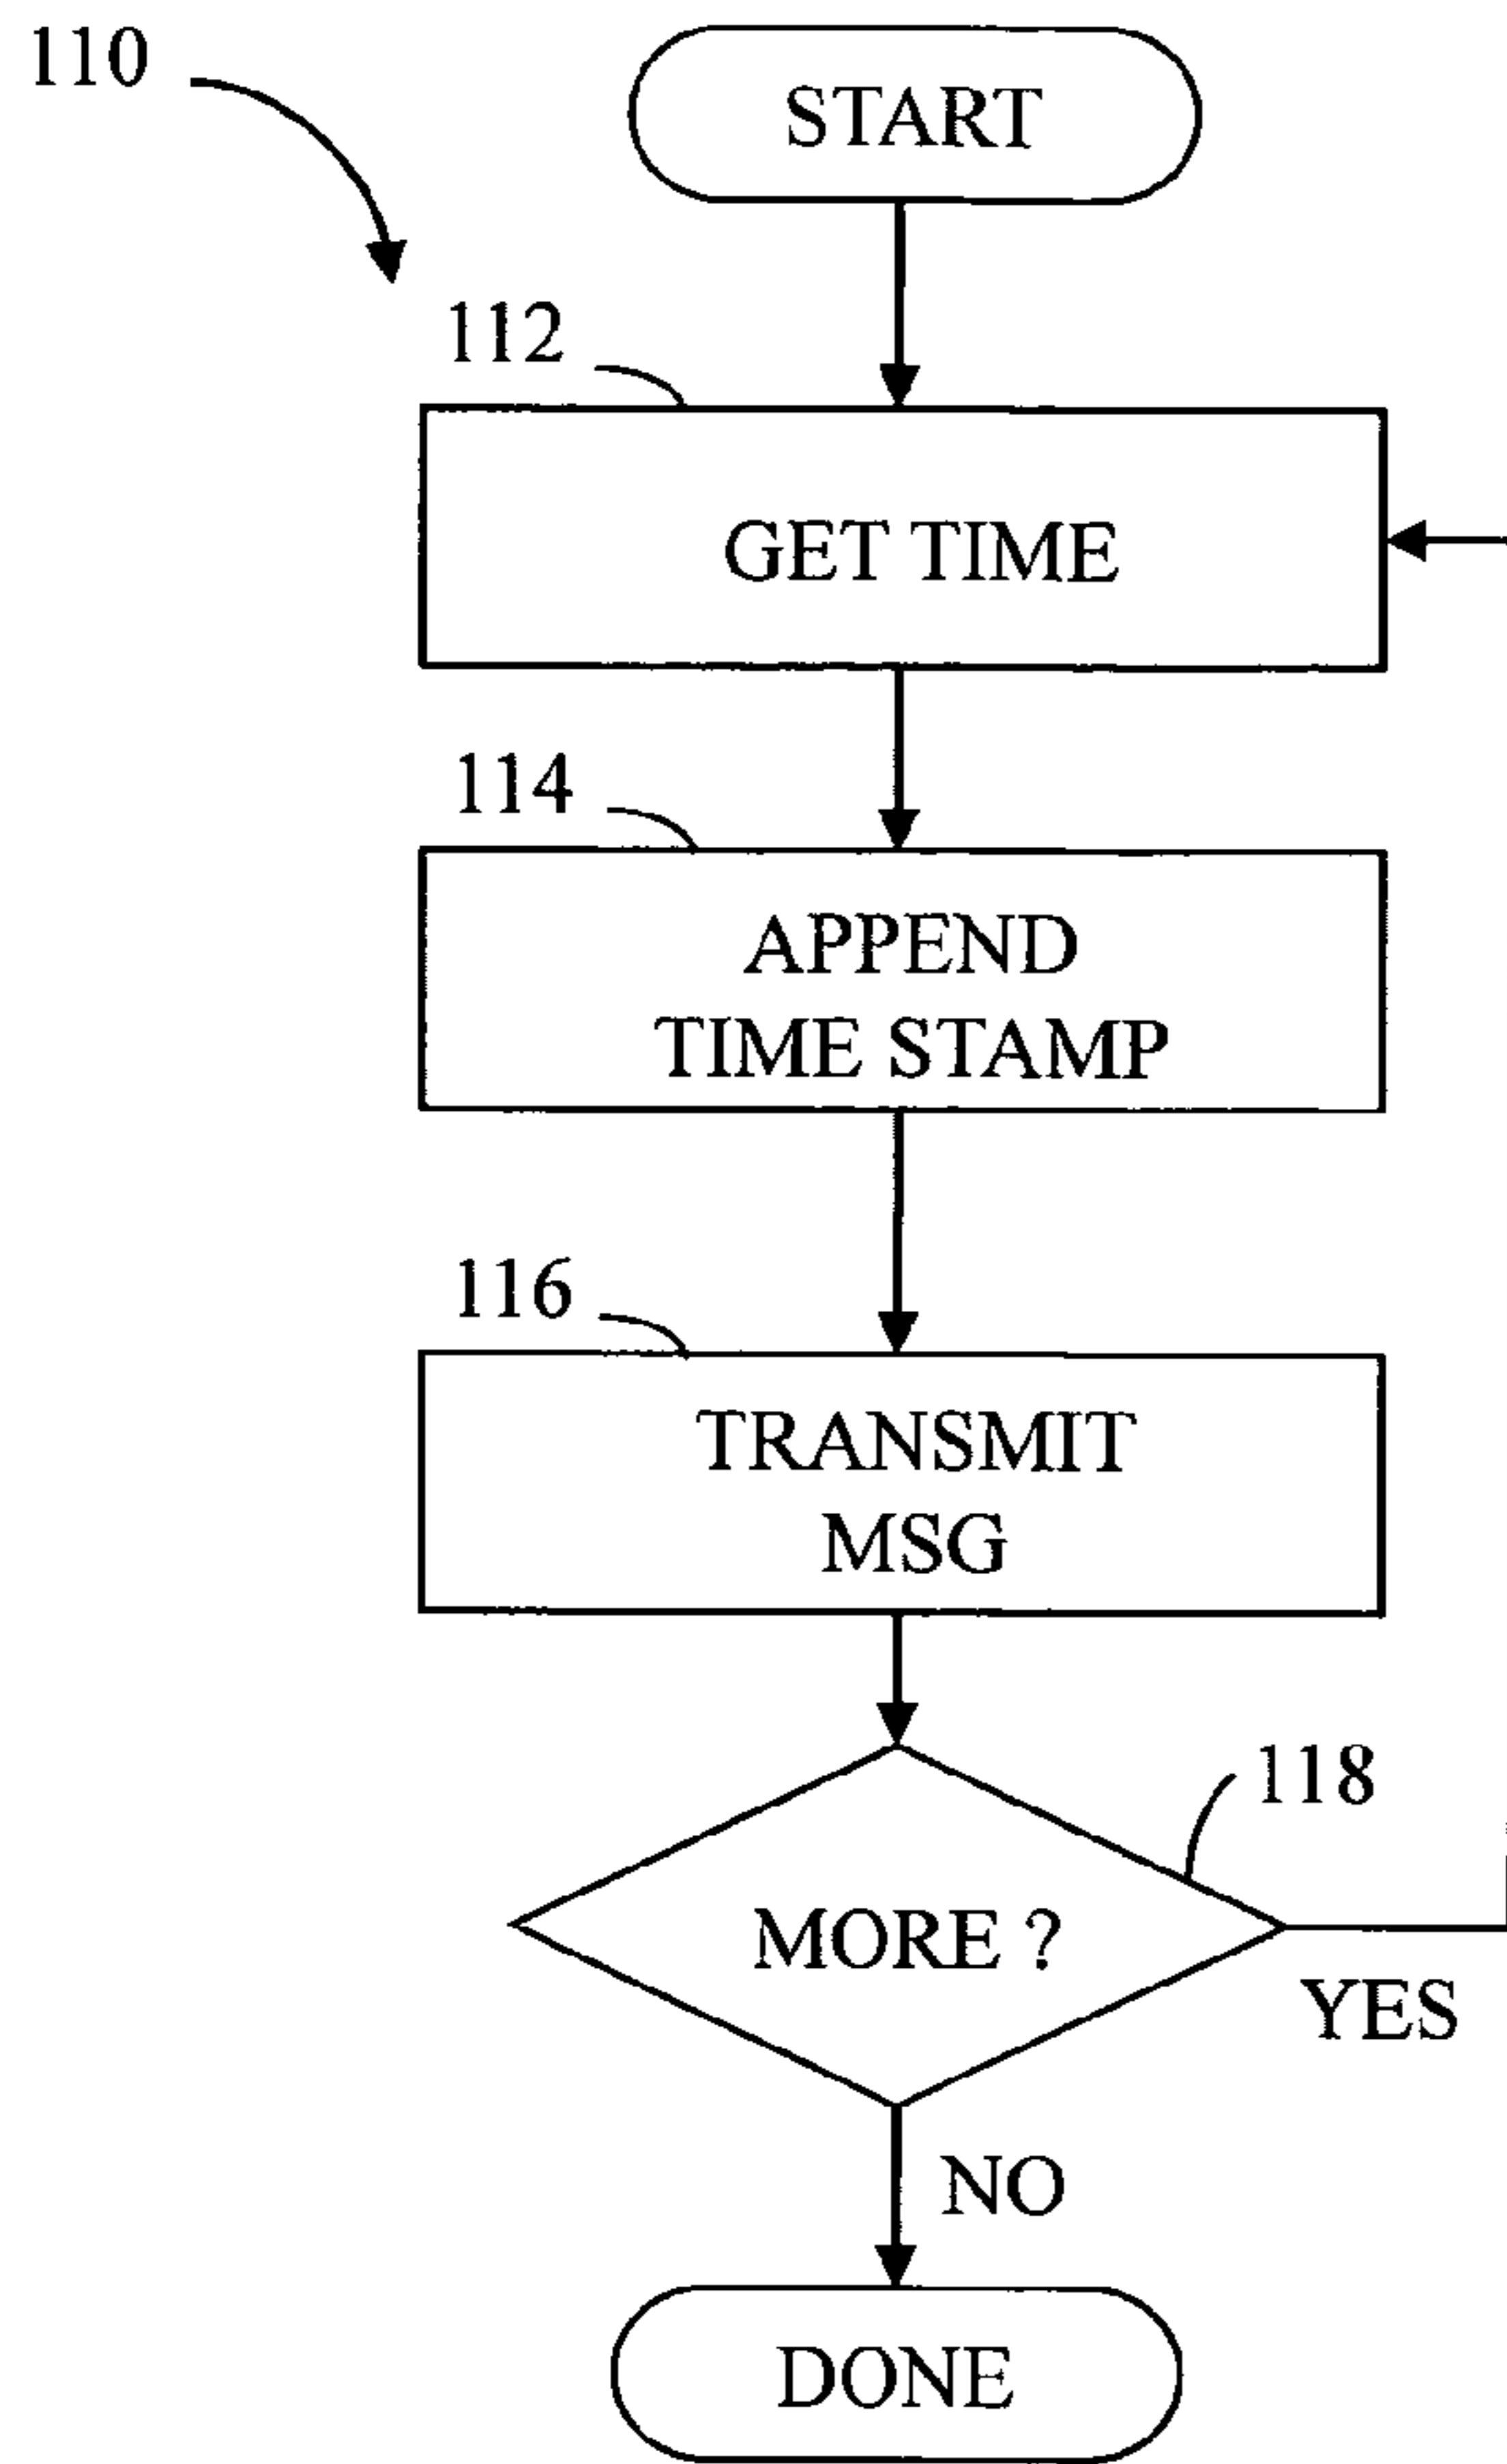 110
START
112
GET TIME
114
APPEND
TIME STAMP
116
TRANSMIT
MSG
118
MORE ?
YES
NO
DONE